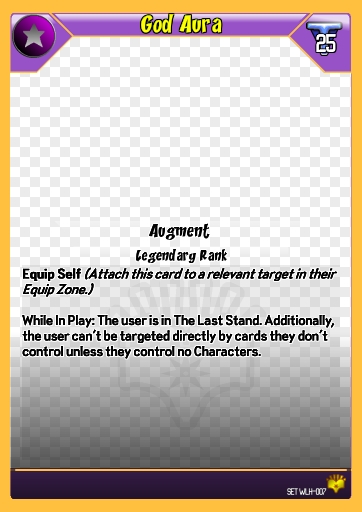 God Aura
25
Augment
Legendary Rank
Equip Self (Attach this card to a relevant target in their
Equip Zone.)
While In Play: The user is in The Last Stand. Additionally,
the user can't be targeted directly by cards they don't
control unless they control no Characters.
SET WLH-007